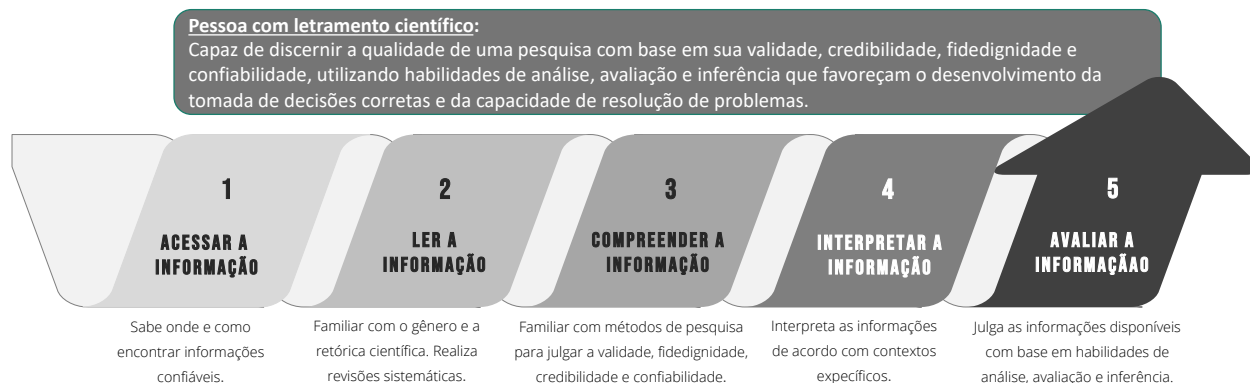 Pessoa com letramento científico:
Capaz de discernir a qualidade de uma pesquisa com base em sua validade, credibilidade, fidedignidade e
confiabilidade, utilizando habilidades de análise, avaliação e inferência que favoreçam o desenvolvimento da
tomada de decisões corretas e da capacidade de resolução de problemas.
1
ACESSAR A
INFORMAÇÃO
Sabe onde e como
encontrar informações
confiáveis.
2
LER A
INFORMAÇÃO
Familiar com o gênero e a
retórica científica. Realiza
revisões sistemáticas.
3
COMPREENDER A
INFORMAÇÃO
Familiar com métodos de pesquisa
para julgar a validade, fidedignidade,
credibilidade e confiabilidade.
4
INTERPRETAR A
INFORMAÇÃO
Interpreta as informações
de acordo com contextos
específicos.
5
AVALIAR A
INFORMAÇÃAO
Julga as informações disponíveis
com base em habilidades de
análise, avaliação e inferência.